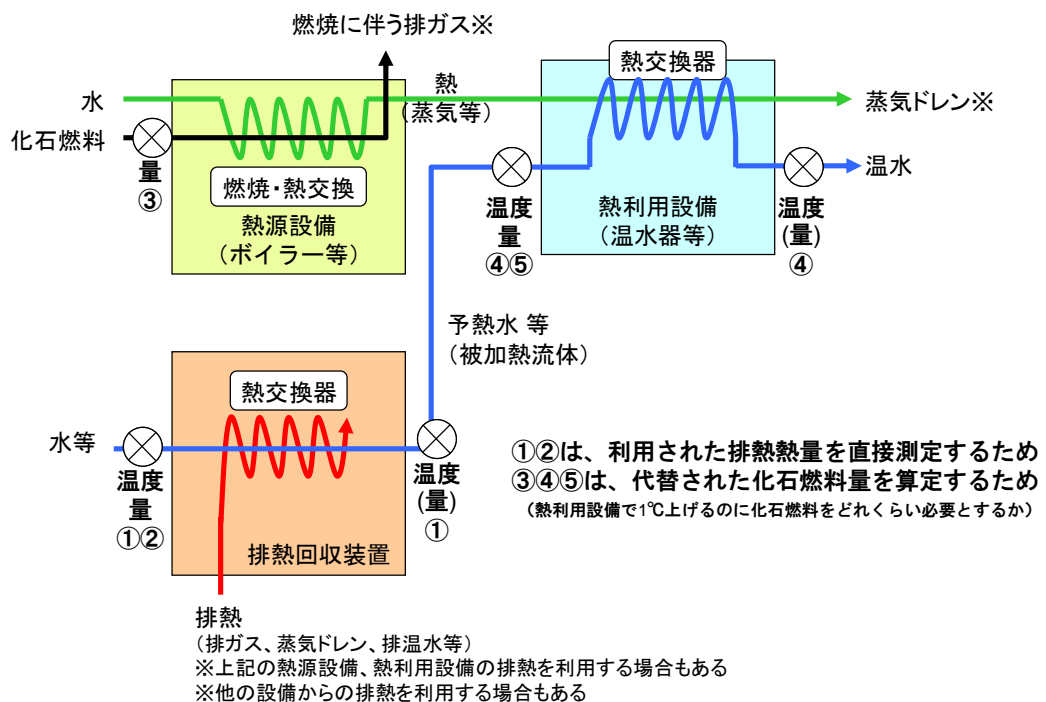 燃焼に伴う排ガス※
水
化石燃料
量
③
燃焼・熱交換
熱源設備
（ボイラー等）
熱
（蒸気等）
熱交換器
温度
量
④⑤
熱利用設備
（温水器等）
温度
(量)
④
蒸気ドレン※
温水
予熱水 等
（被加熱流体）
水等
温度
量
①②
熱交換器
排熱回収装置
温度
(量)
①
①②は、利用された排熱熱量を直接測定するため
③④⑤は、代替された化石燃料量を算定するため
（熱利用設備で1℃上げるのに化石燃料をどれくらい必要とするか）
排熱
（排ガス、蒸気ドレン、排温水等）
※上記の熱源設備、熱利用設備の排熱を利用する場合もある
※他の設備からの排熱を利用する場合もある